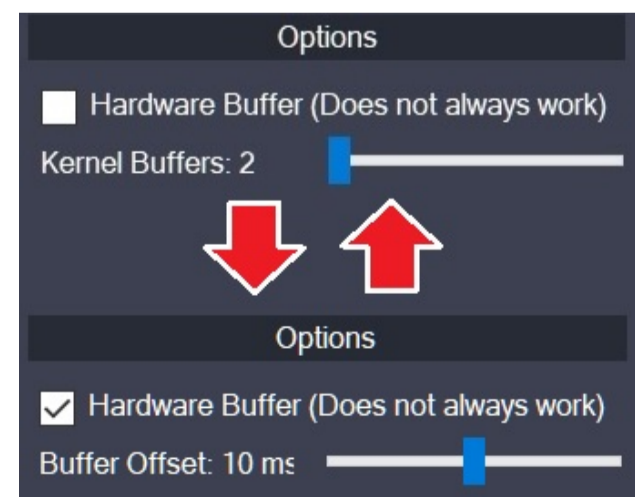 Options
Hardware Buffer (Does not always work)
Kernel Buffers: 2
Options
Hardware Buffer (Does not always work)
Buffer Offset: 10 ms